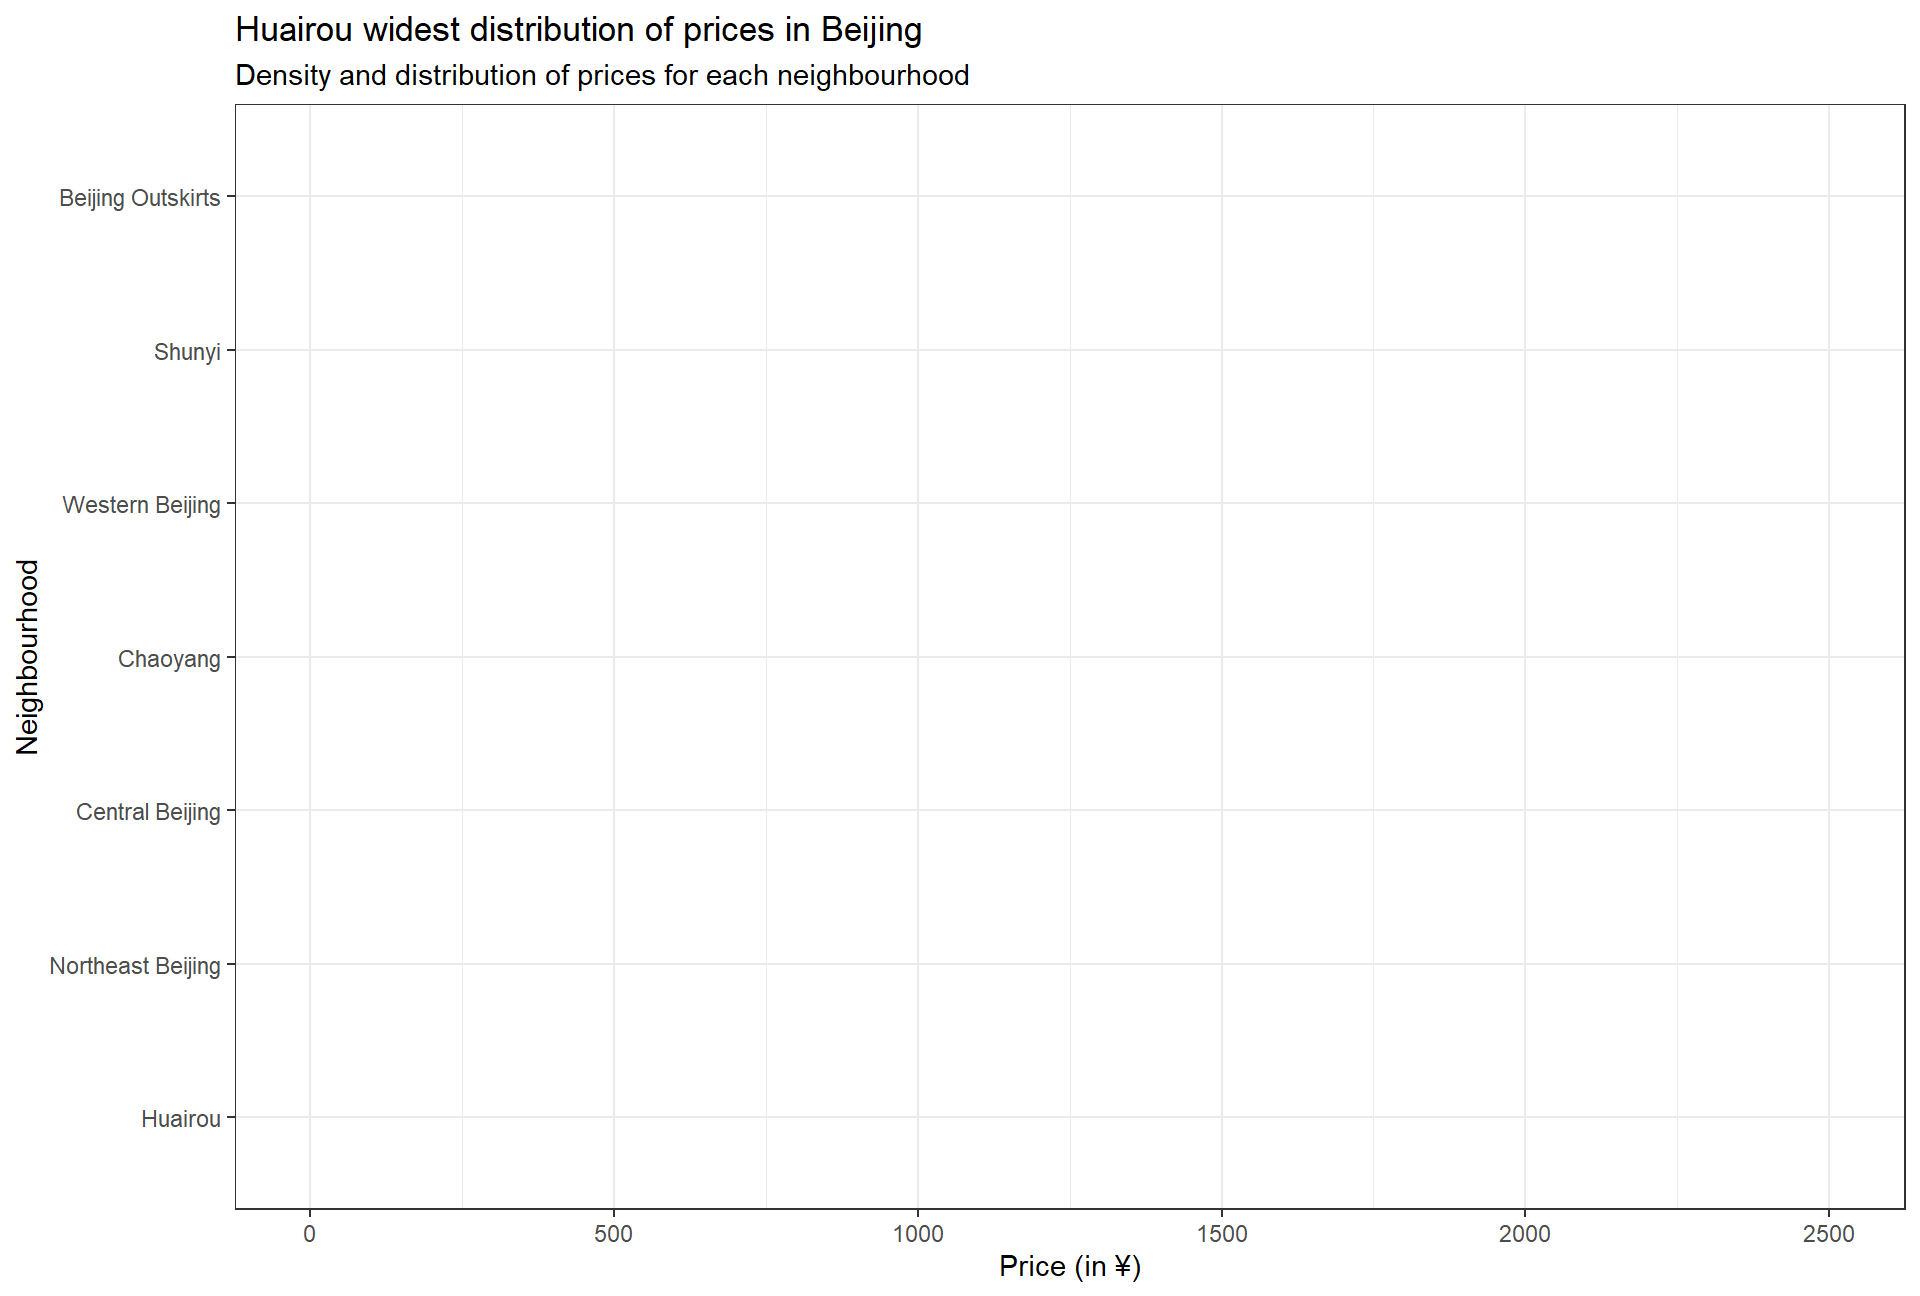 Huairou widest distribution of prices in Beijing
Density and distribution of prices for each neighbourhood
Neighbourhood
Beijing Outskirts
Shunyi
Western Beijing
Chaoyang
Central Beijing
Northeast Beijing
Huairou
0 500 1000 1500 2000 2500
Price (in ¥)